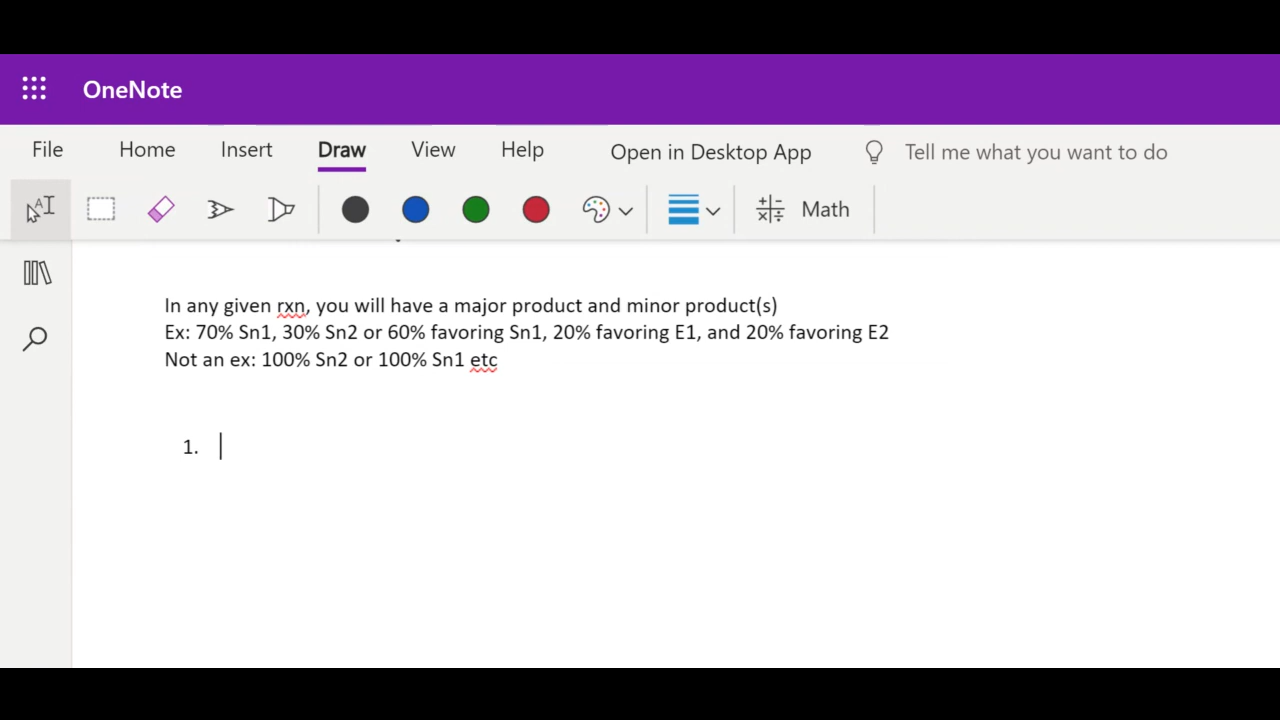 OneNote
File Home Insert Draw View Help Open in Desktop App Tell me what you want to do
Math
In any given rxn, you will have a major product and minor product(s)
Ex: 70% Sn1, 30% Sn2 or 60% favoring Sn1, 20% favoring E1, and 20% favoring E2
Not an ex: 100% Sn2 or 100% Sn1 etc
1.